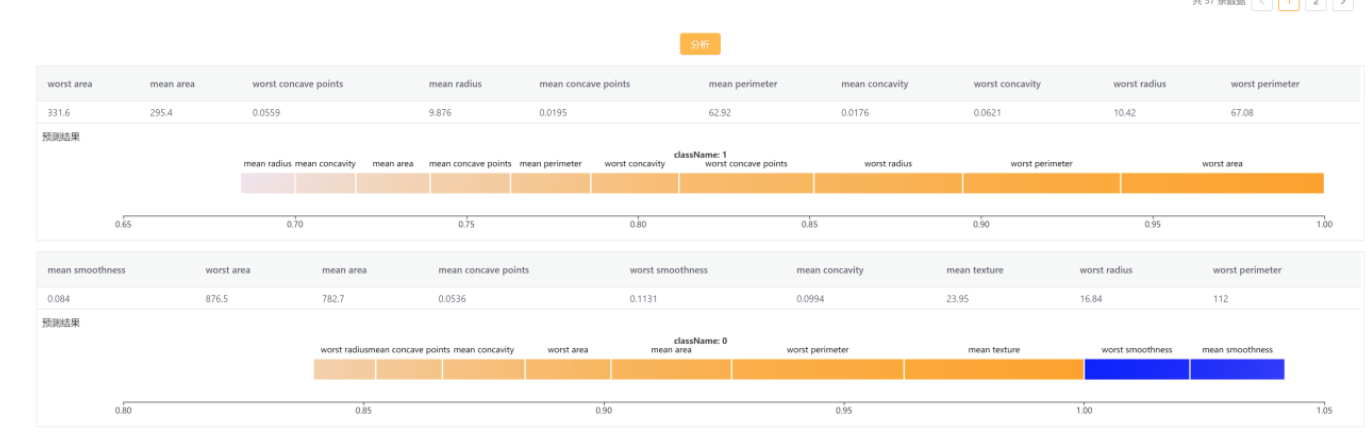 共 57 条数据 < 1 2 >
分析
worst area mean area worst concave points mean radius mean concave points mean perimeter mean concavity worst concavity worst radius worst perimeter
331.6 295.4 0.0559 9.876 0.0195 62.92 0.0176 0.0621 10.42 67.08
预测结果
className: 1
mean radius mean concavity mean area mean concave points mean perimeter worst concavity worst concave points worst radius worst perimeter worst area
0.65 0.70 0.75 0.80 0.85 0.90 0.95 1.00
mean smoothness worst area mean area mean concave points worst smoothness mean concavity mean texture worst radius worst perimeter
0.084 876.5 782.7 0.0536 0.1131 0.0994 23.95 16.84 112
预测结果
className: 0
worst radius mean concave points mean concavity worst area mean area worst perimeter mean texture worst smoothness mean smoothness
0.80 0.85 0.90 0.95 1.00 1.05